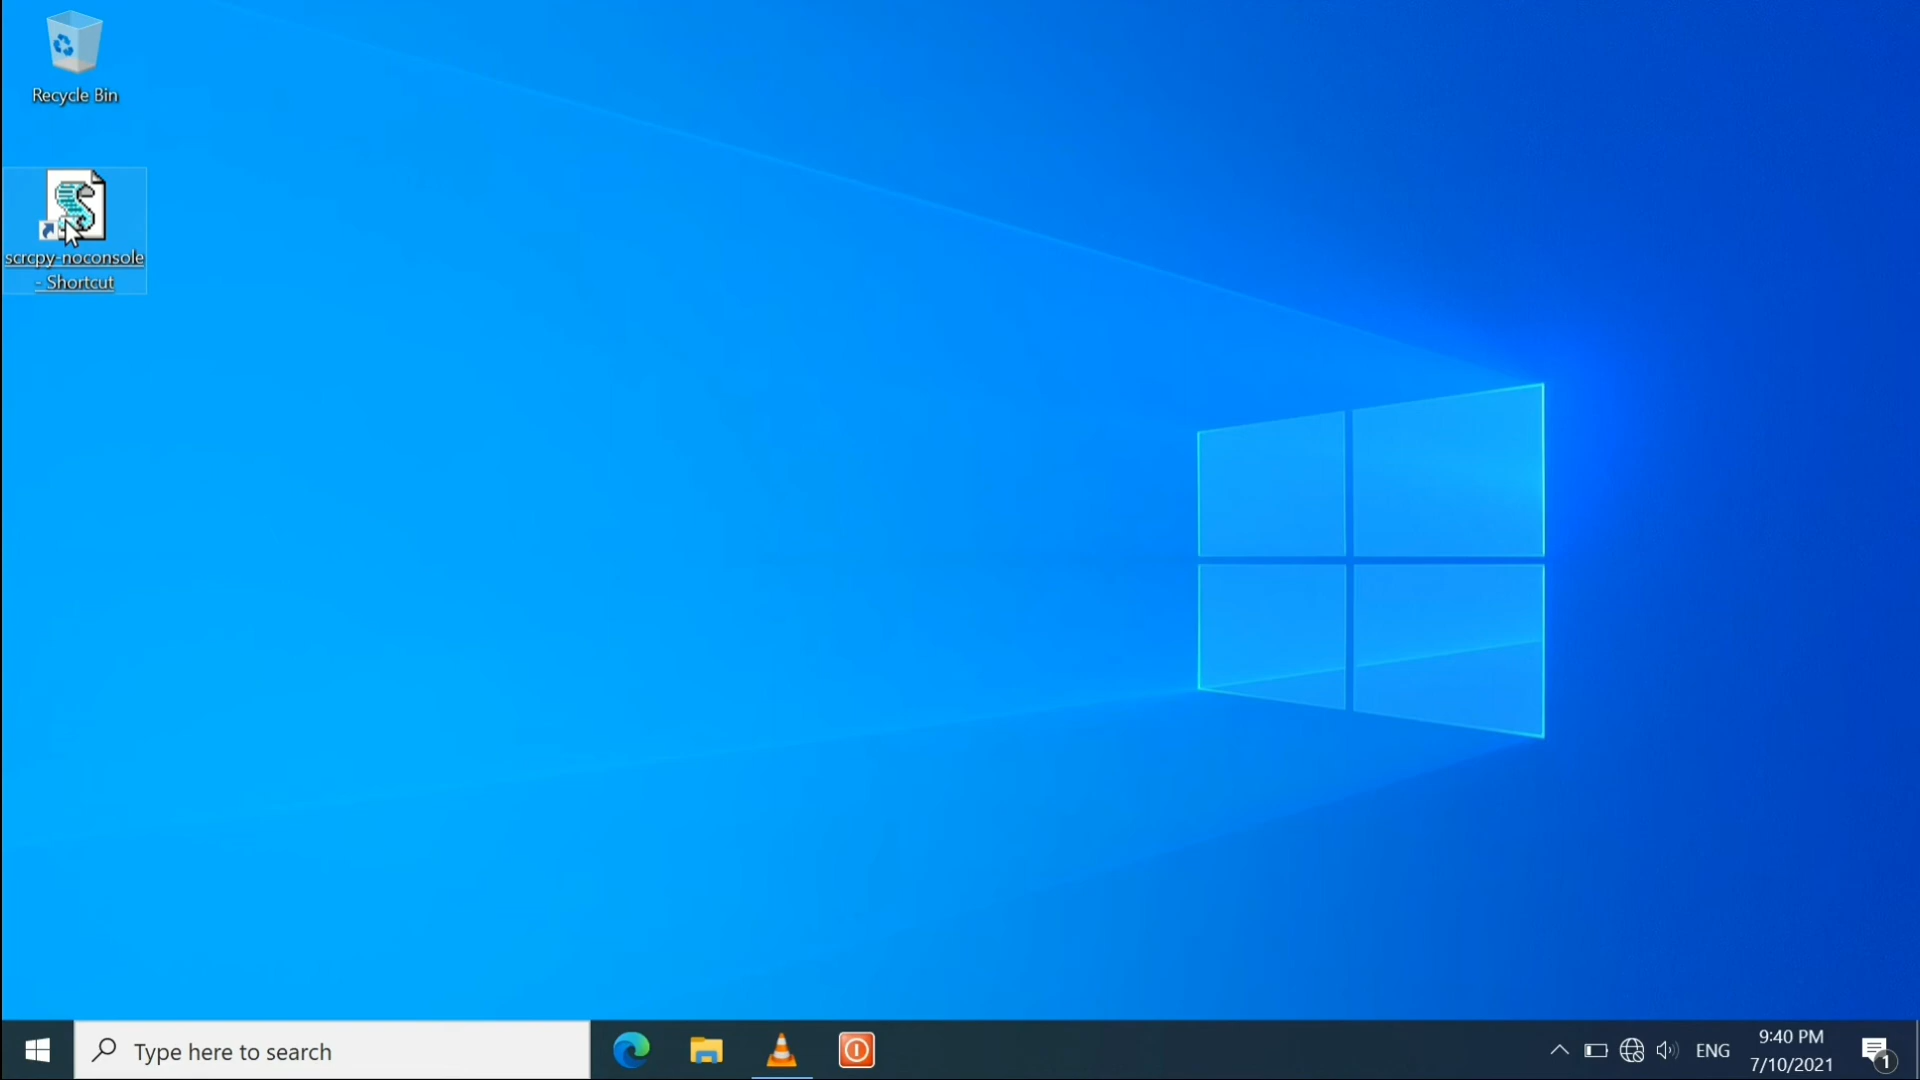 Recycle Bin
scrcpy-noconsole
- Shortcut
Type here to search
ENG
9:40 PM
7/10/2021
1